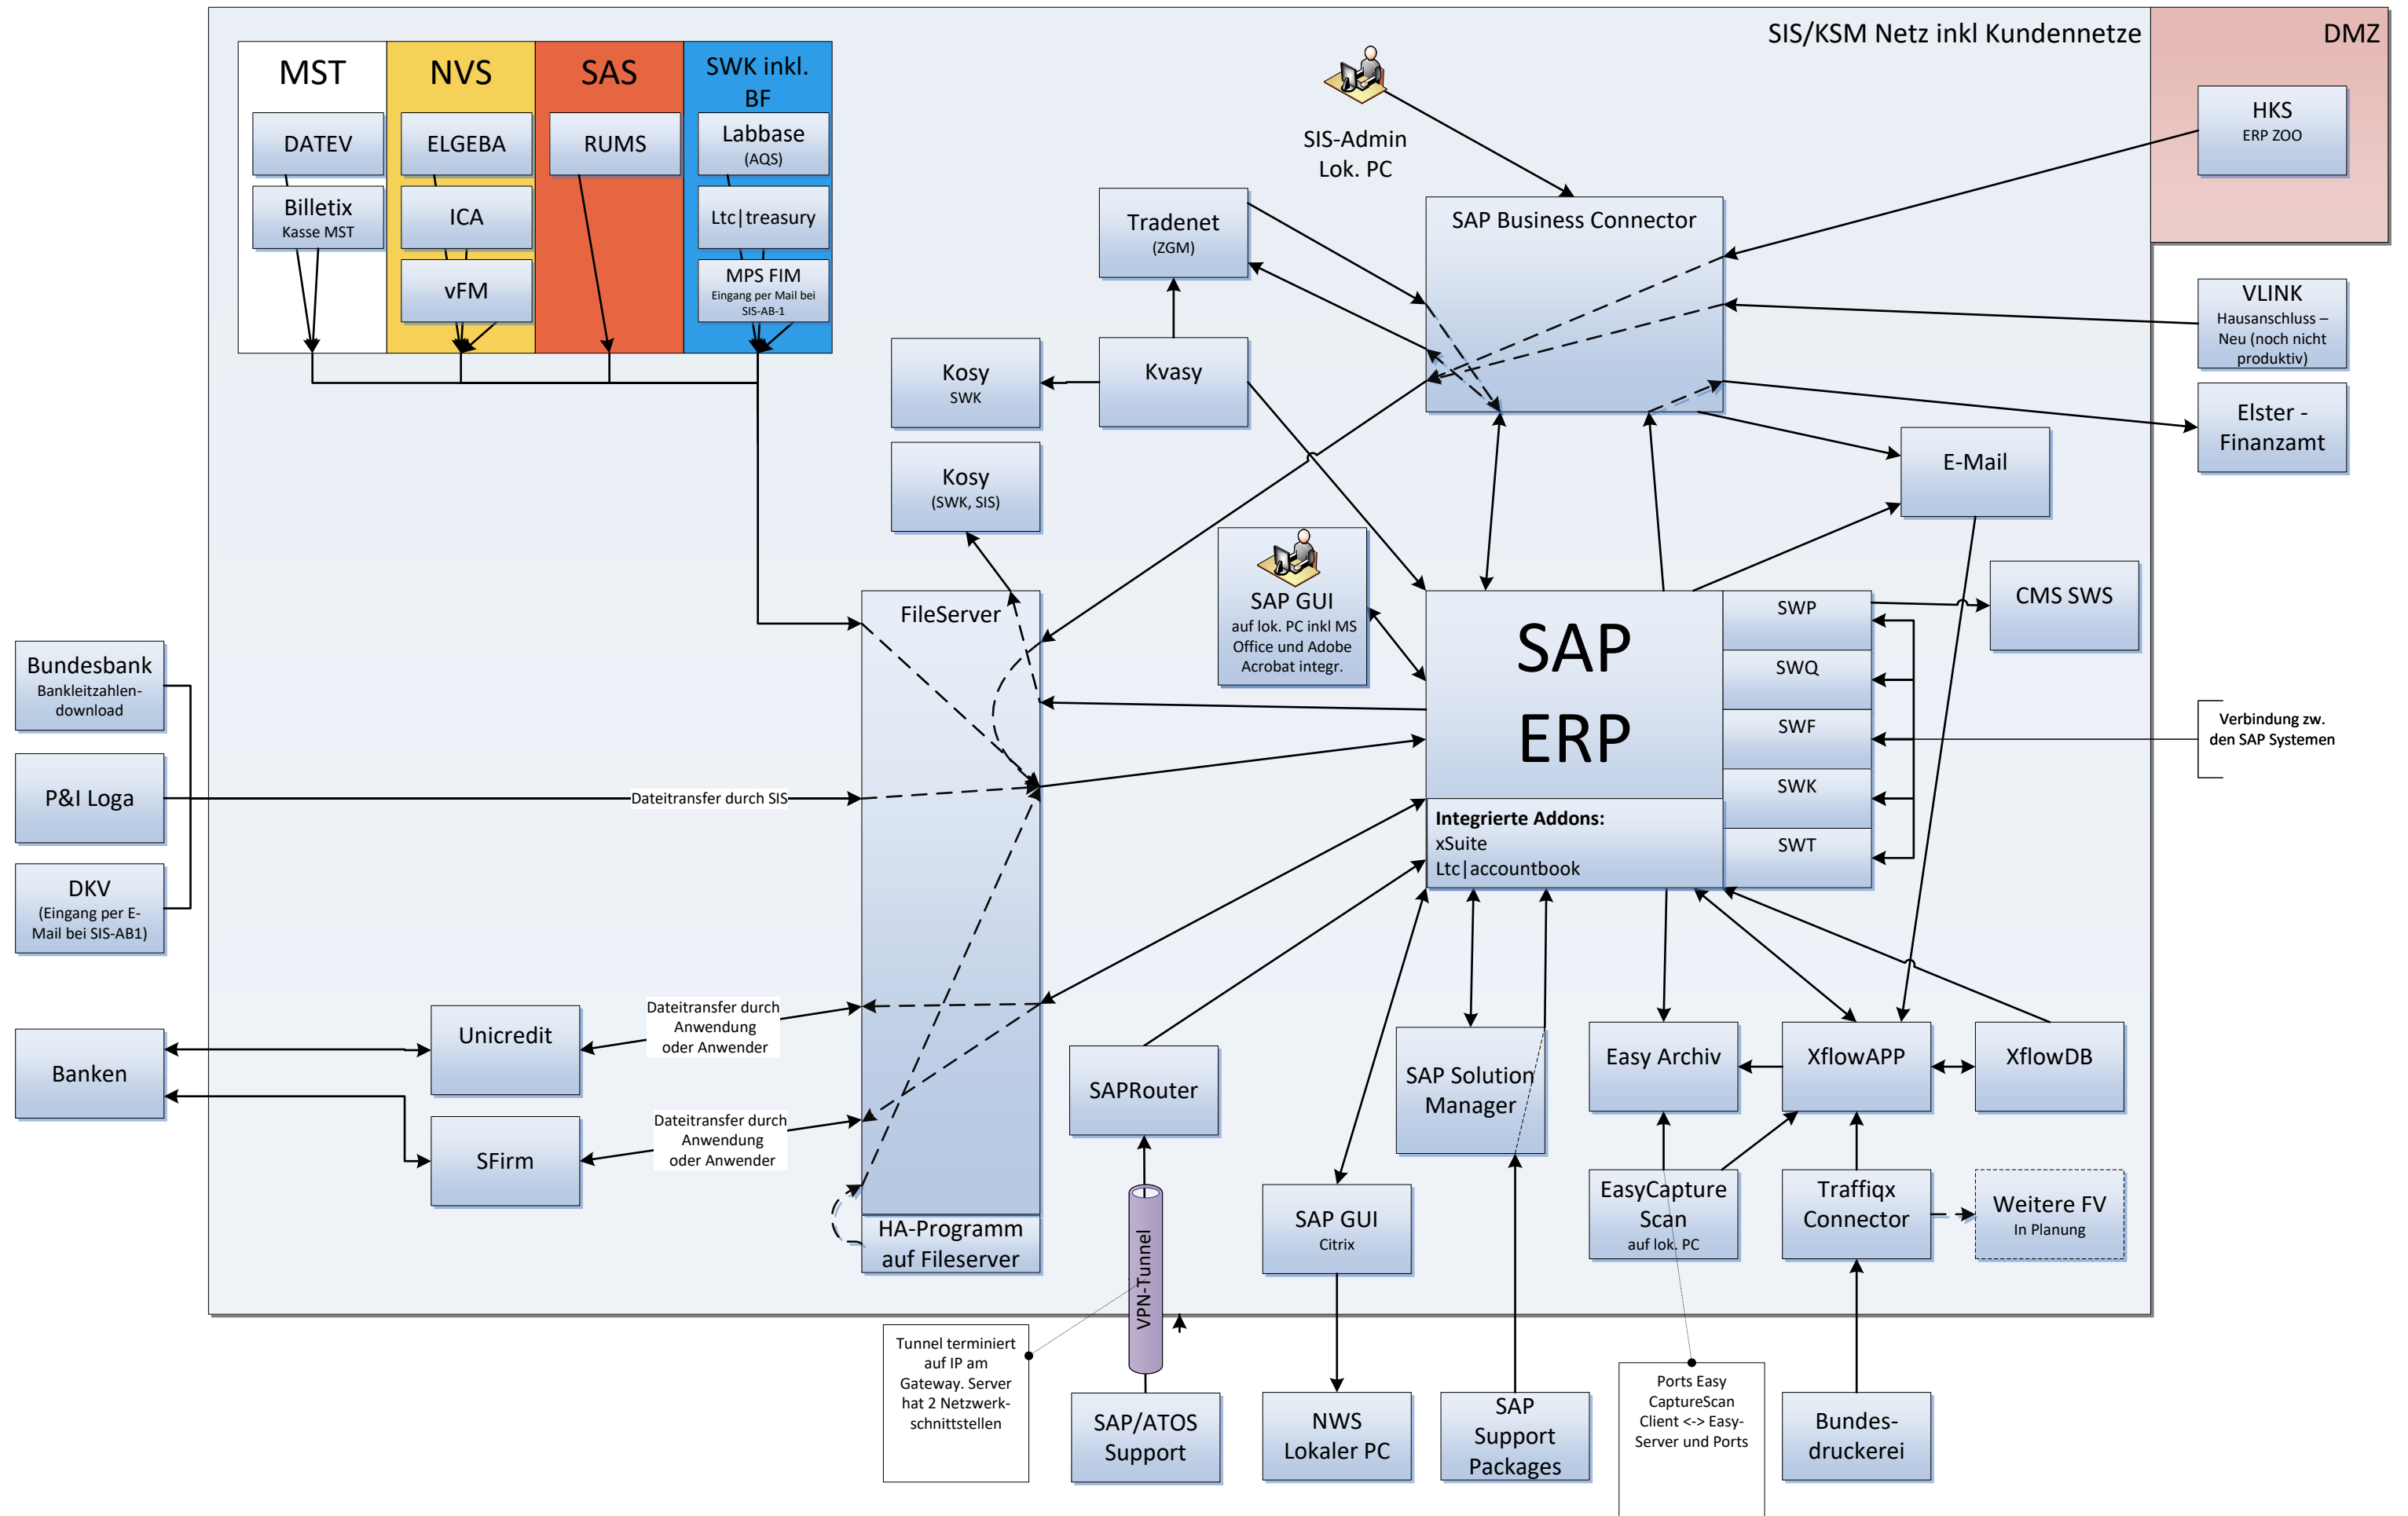 SIS/KSM Netz inkl Kundennetze
DMZ
MST
NVS
SAS
SWK inkl.
BF
DATEV
Billetix
Kasse MST
ELGEBA
ICA
vFM
RUMS
Labbase
(AQS)
Ltc|treasury
MPS FIM
Eingang per Mail bei
SIS-AB-1
SIS-Admin
Lok. PC
HKS
ERP ZOO
Tradenet
(ZGM)
SAP Business Connector
VLINK
Hausanschluss –
Neu (noch nicht
produktiv)
Kosy
SWK
Kvasy
Elster -
Finanzamt
Kosy
(SWK, SIS)
E-Mail
SAP GUI
auf lok. PC inkl MS
Office und Adobe
Acrobat integr.
CMS SWS
FileServer
SAP
ERP
SWP
SWQ
SWF
SWK
SWT
Integrierte Addons:
xSuite
Ltc|accountbook
Verbindung zw.
den SAP Systemen
Bundesbank
Bankleitzahlen-
download
P&I Loga
Dateitransfer durch SIS
DKV
(Eingang per E-
Mail bei SIS-AB1)
Banken
Unicredit
Dateitransfer durch
Anwendung
oder Anwender
SFirm
Dateitransfer durch
Anwendung
oder Anwender
HA-Programm
auf Fileserver
SAPRouter
VPN-Tunnel
SAP Solution
Manager
Easy Archiv
XflowAPP
XflowDB
SAP GUI
Citrix
EasyCapture
Scan
auf lok. PC
Traffiqx
Connector
Weitere FV
In Planung
Tunnel terminiert
auf IP am
Gateway. Server
hat 2 Netzwerk-
schnittstellen
SAP/ATOS
Support
NWS
Lokaler PC
SAP
Support
Packages
Ports Easy
CaptureScan
Client <-> Easy-
Server und Ports
Bundes-
druckerei